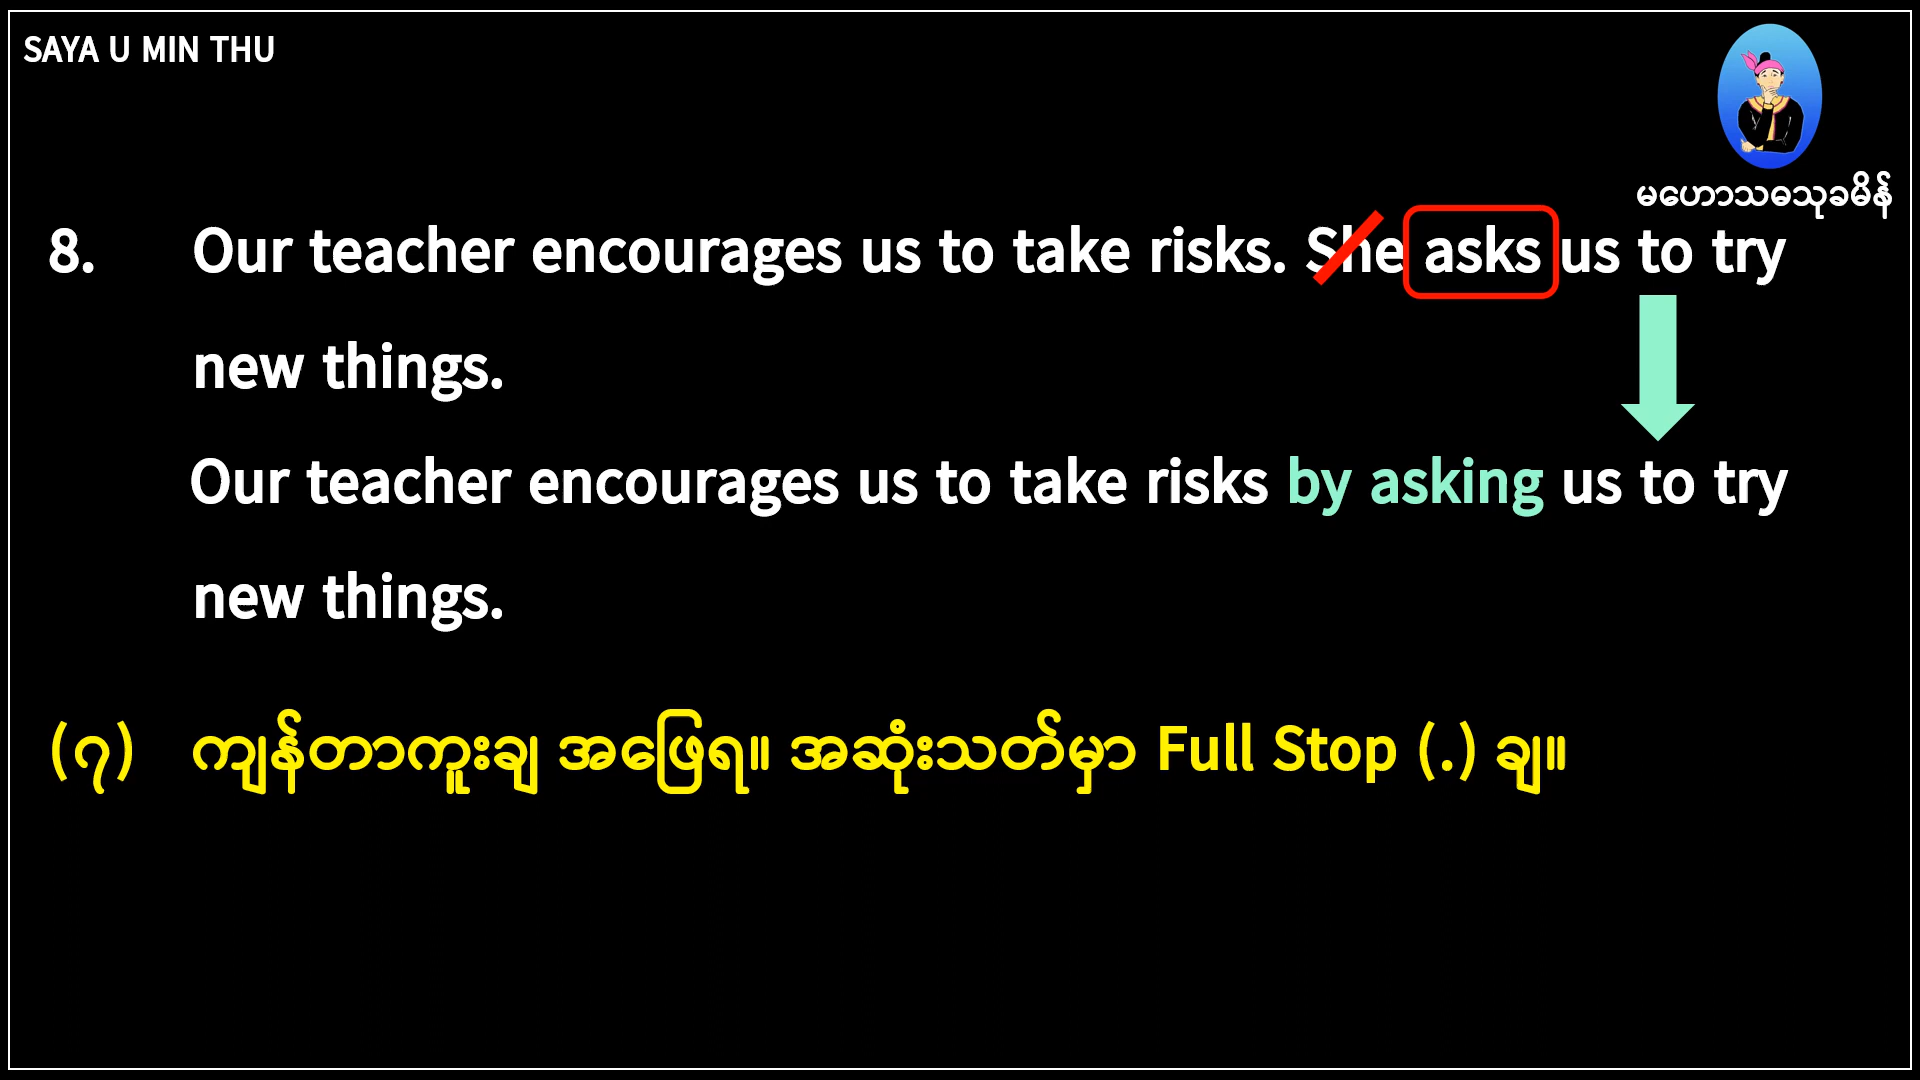 SAYA U MIN THU
မဟောသဓသုခမိန်
8. Our teacher encourages us to take risks. She asks us to try
new things.
Our teacher encourages us to take risks by asking us to try
new things.
(၇) ကျန်တာကူးချ အဖြေရ။ အဆုံးသတ်မှာ Full Stop (.) ချ။